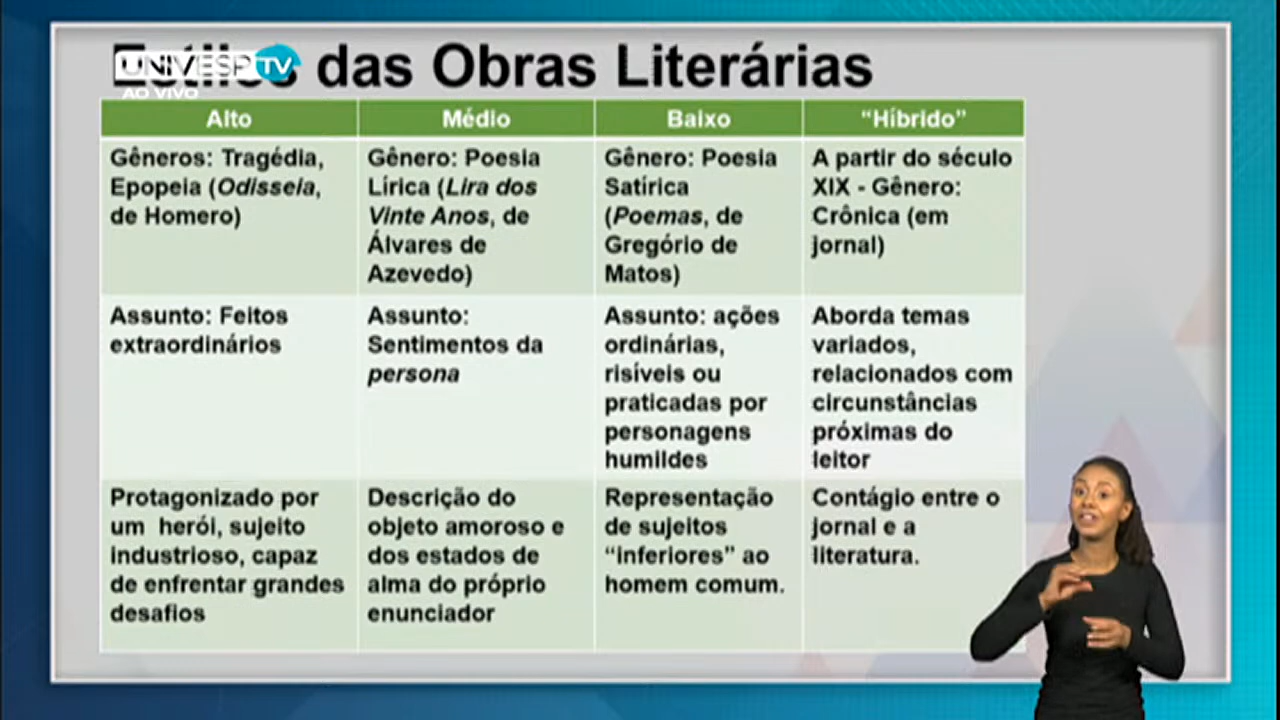 Estilos das Obras Literárias
UNIVESP TV
AO VIVO
Alto
Médio
Baixo
“Híbrido”
Gêneros: Tragédia,
Epopeia (Odisseia,
de Homero)
Gênero: Poesia
Lírica (Lira dos
Vinte Anos, de
Álvares de
Azevedo)
Gênero: Poesia
Satírica
(Poemas, de
Gregório de
Matos)
A partir do século
XIX - Gênero:
Crônica (em
jornal)
Assunto: Feitos
extraordinários
Assunto:
Sentimentos da
persona
Assunto: ações
ordinárias,
risíveis ou
praticadas por
personagens
humildes
Aborda temas
variados,
relacionados com
circunstâncias
próximas do
leitor
Protagonizado por
um herói, sujeito
industrioso, capaz
de enfrentar grandes
desafios
Descrição do
objeto amoroso e
dos estados de
alma do próprio
enunciador
Representação
de sujeitos
“inferiores” ao
homem comum.
Contágio entre o
jornal e a
literatura.